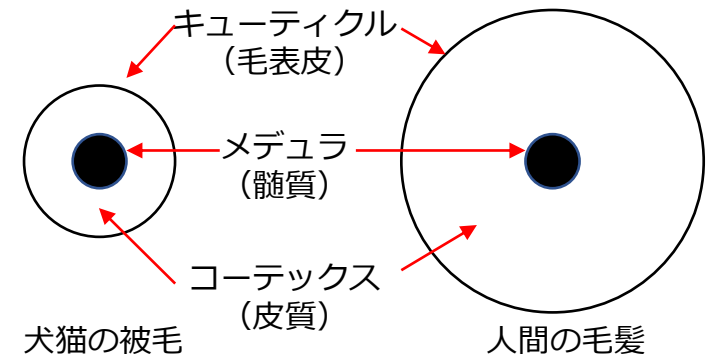 キューティクル
（毛表皮）
メデュラ
（髄質）
コーテックス
（皮質）
犬猫の被毛
人間の毛髪